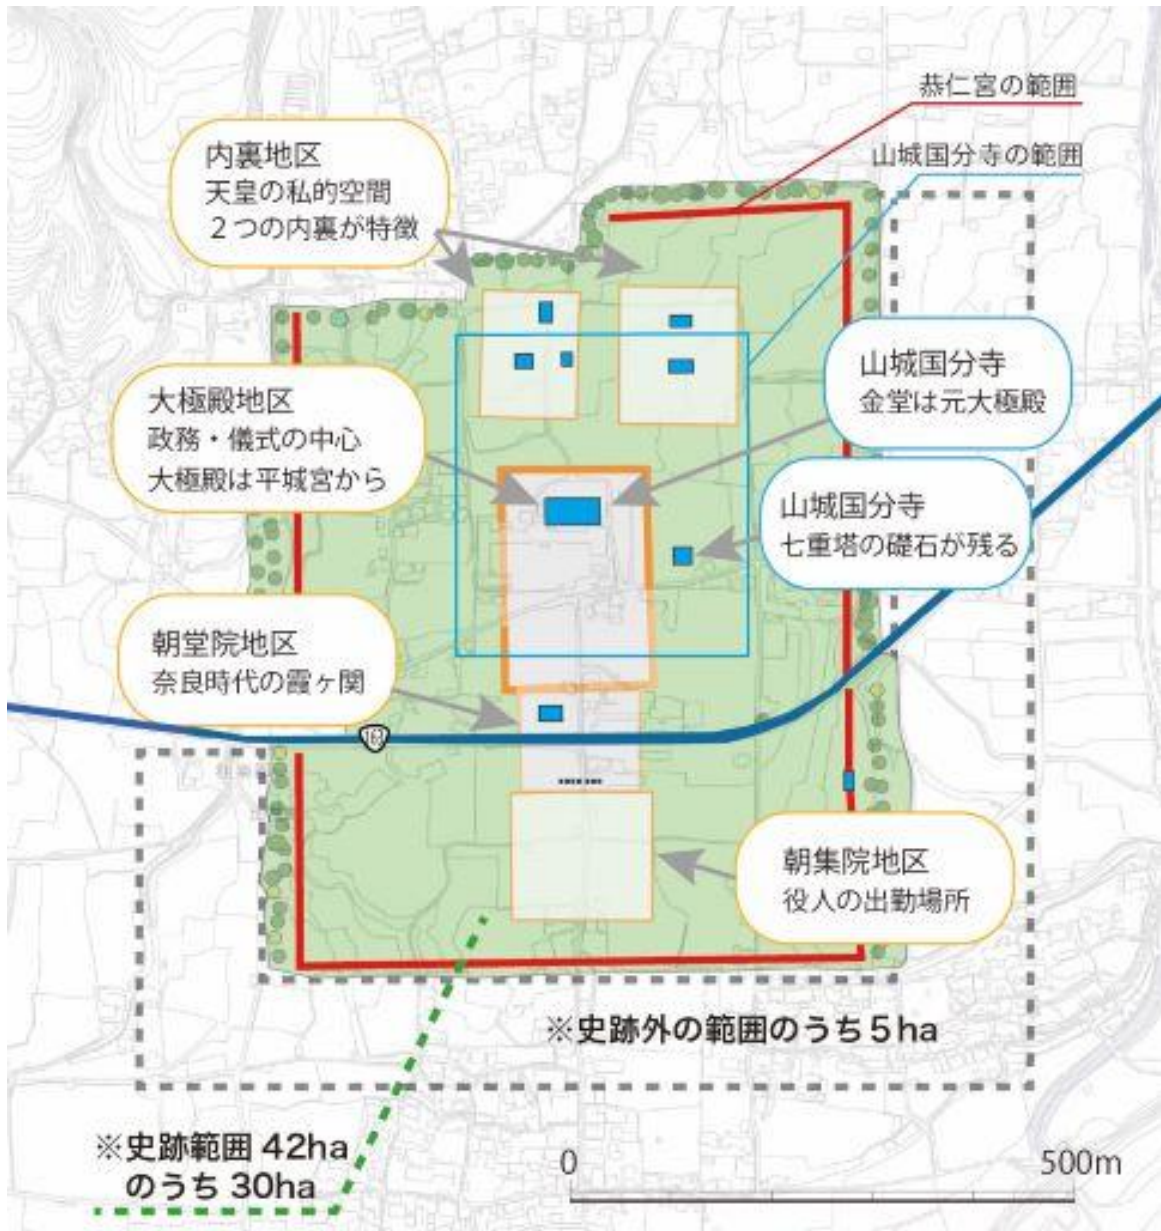 恭仁宮の範囲
山城国分寺の範囲
内裏地区
天皇の私的空間
２つの内裏が特徴
山城国分寺
金堂は元大極殿
大極殿地区
政務・儀式の中心
大極殿は平城宮から
山城国分寺
七重塔の礎石が残る
朝堂院地区
奈良時代の霞ヶ関
163
朝集院地区
役人の出勤場所
※史跡外の範囲のうち５ha
※史跡範囲 42ha
のうち 30ha
0
500m